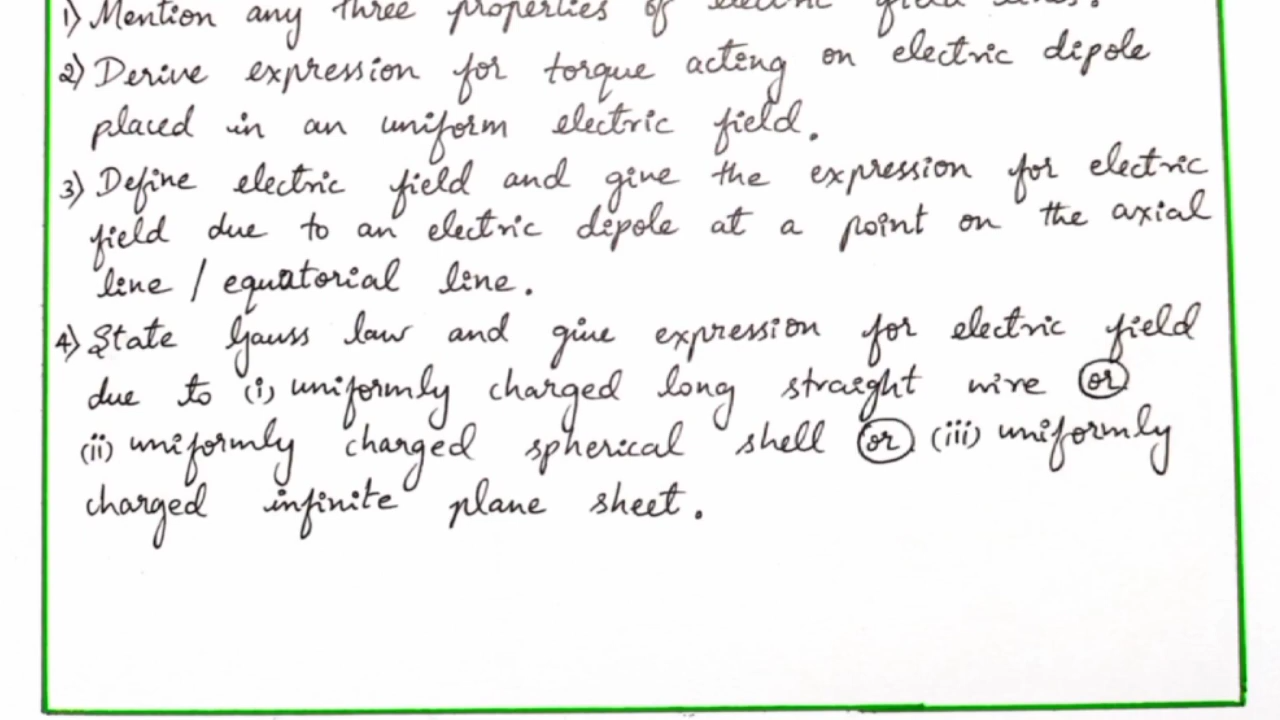 1) Mention any three properties of electric field lines.
2) Derive expression for torque acting on electric dipole
placed in an uniform electric field.
3) Define electric field and give the expression for electric
field due to an electric dipole at a point on the axial
line / equatorial line.
4) State Gauss law and give expression for electric field
due to (i) uniformly charged long straight wire or
(ii) uniformly charged spherical shell or (iii) uniformly
charged infinite plane sheet.